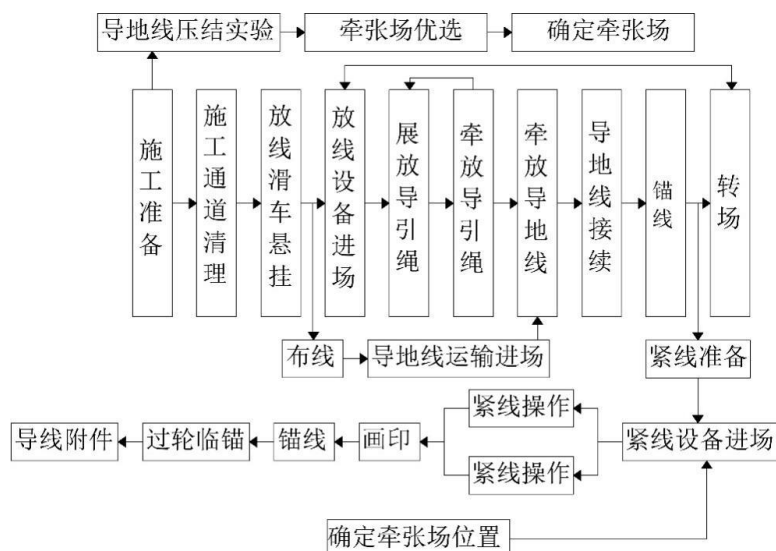 导地线压结实验
牵张场优选
确定牵张场
施工准备
施工通道清理
放线滑车悬挂
放线设备进场
展放导引绳
牵放导引绳
牵放导地线
导地线接续
锚线
转场
布线
导地线运输进场
紧线准备
紧线操作
导线附件
过轮临锚
锚线
画印
紧线设备进场
紧线操作
确定牵张场位置